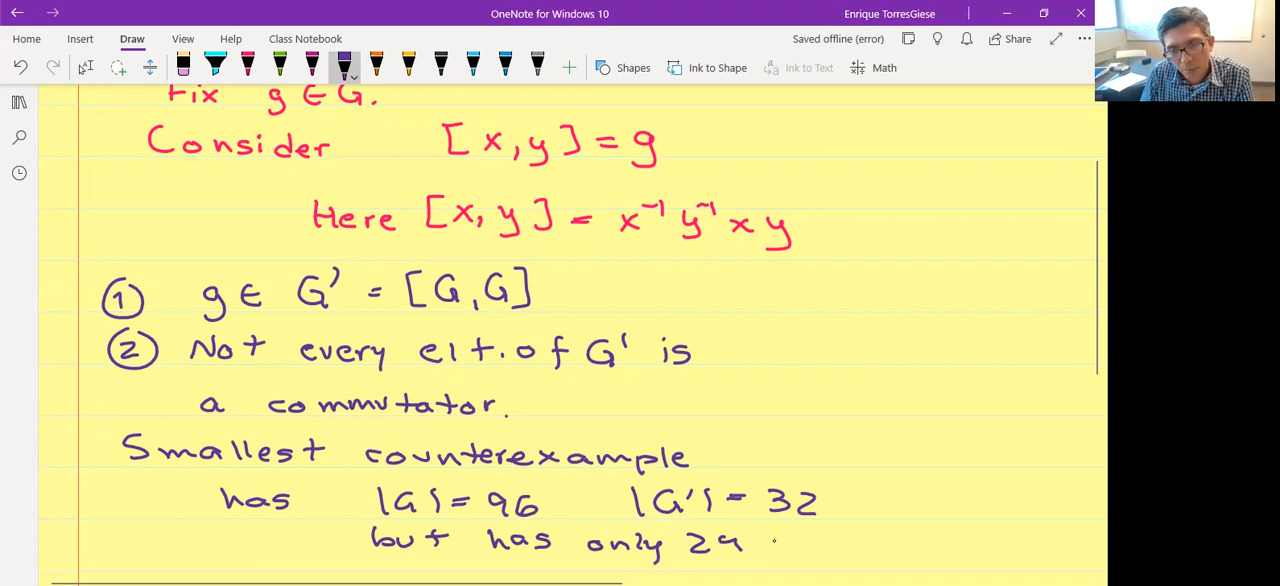 OneNote for Windows 10
Enrique TorresGiese
Home Insert Draw View Help Class Notebook
Saved offline (error) Share
Shapes Ink to Shape Ink to Text Math
Fix g ∈ G.
Consider [x, y] = g
Here [x, y] = x⁻¹ y⁻¹ x y
① g ∈ G' = [G, G]
② Not every elt. of G' is
a commutator.
Smallest counterexample
has |G| = 96 |G'| = 32
but has only 29